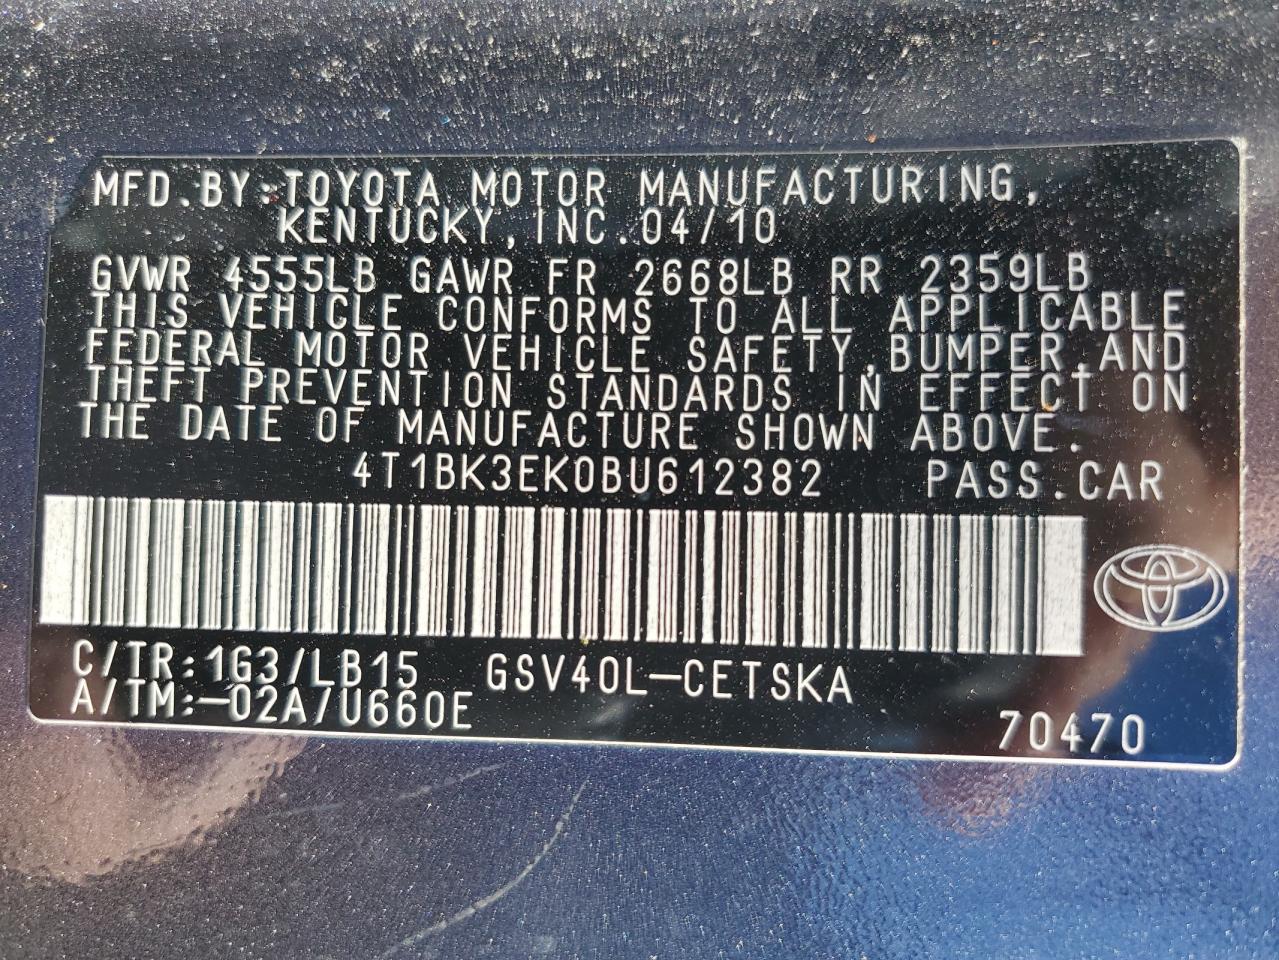 MFD.BY:TOYOTA MOTOR MANUFACTURING,
KENTUCKY,INC.04/10
GVWR 4555LB GAWR FR 2668LB RR 2359LB
THIS VEHICLE CONFORMS TO ALL APPLICABLE
FEDERAL MOTOR VEHICLE SAFETY,BUMPER,AND
THEFT PREVENTION STANDARDS IN EFFECT ON
THE DATE OF MANUFACTURE SHOWN ABOVE.
4T1BK3EK0BU612382 PASS.CAR
C/TR:1G3/LB15 GSV40L-CETSKA
A/TM:-02A/U660E
70470